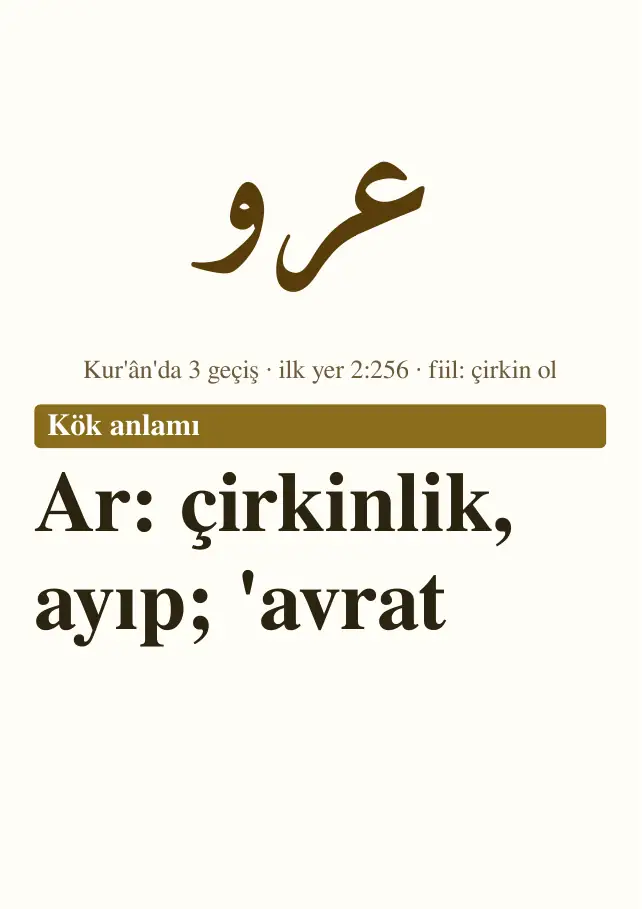 عرو
Kur'ân'da 3 geçiş · ilk yer 2:256 · fiil: çirkin ol
Kök anlamı
Ar: çirkinlik,
ayıp; 'avrat